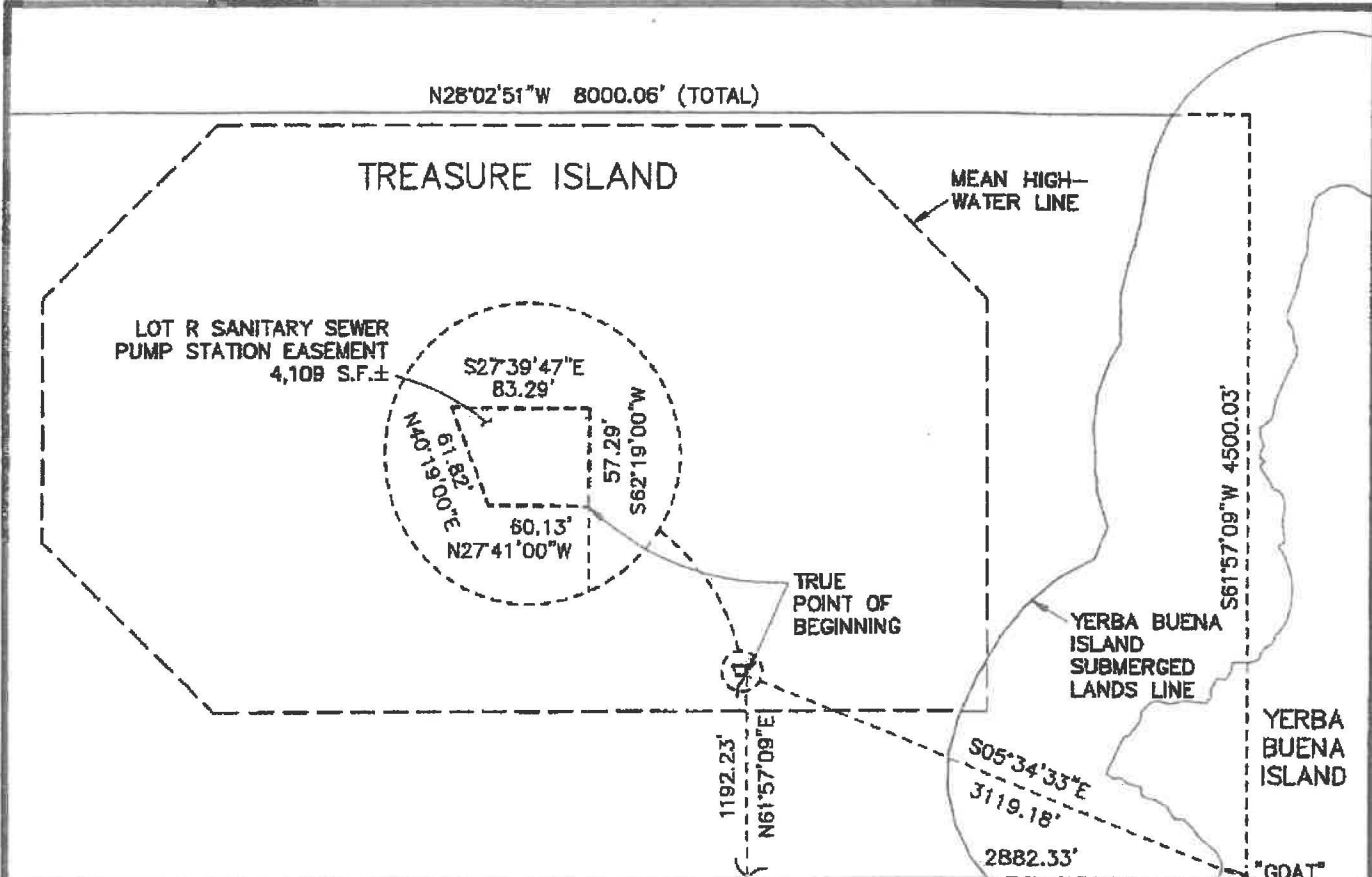 N28°02'51"W 8000.06' (TOTAL)
TREASURE ISLAND
MEAN HIGH-
WATER LINE
LOT R SANITARY SEWER
PUMP STATION EASEMENT
4,109 S.F.±
S27°39'47"E
83.29'
57.29'
S62°19'00"W
61.82'
N40°19'00"E
60.13'
N27°41'00"W
S61°57'09"W 4500.03'
TRUE
POINT OF
BEGINNING
YERBA BUENA
ISLAND
SUBMERGED
LANDS LINE
YERBA
BUENA
ISLAND
1192.23'
N61°57'09"E
S05°34'33"E
3119.18'
2882.33'
"GOAT"